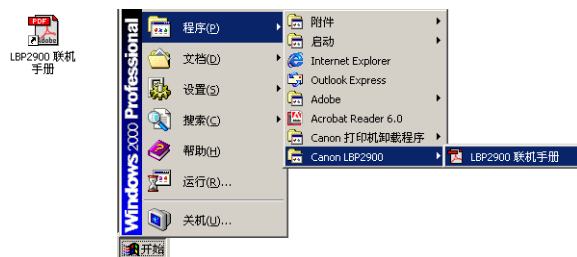 PDF
Adobe
LBP2900 联机
手册
Windows 2000 Professional
程序(P)
文档(D)
设置(S)
搜索(C)
帮助(H)
运行(R)...
关机(U)...
开始
附件
启动
Internet Explorer
Outlook Express
Adobe
Acrobat Reader 6.0
Canon 打印机卸载程序
Canon LBP2900
LBP2900 联机手册